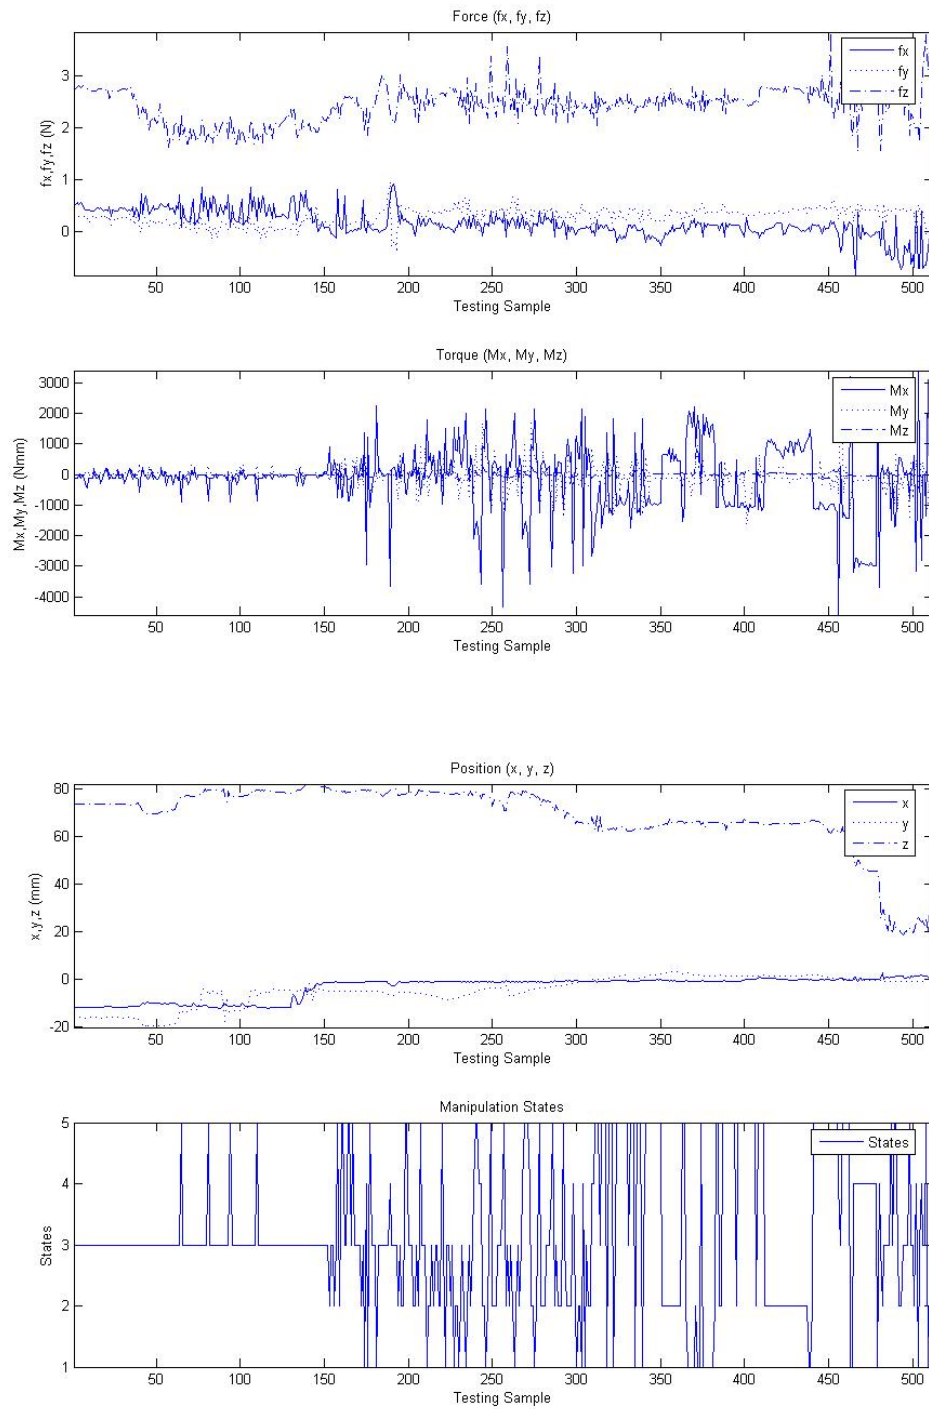 Force (fx, fy, fz)
fx
fy
fz
fx,fy,fz (N)
3
2
1
0
50 100 150 200 250 300 350 400 450 500
Testing Sample
Torque (Mx, My, Mz)
Mx
My
Mz
Mx,My,Mz (Nmm)
3000
2000
1000
0
-1000
-2000
-3000
-4000
50 100 150 200 250 300 350 400 450 500
Testing Sample
Position (x, y, z)
x
y
z
x,y,z (mm)
80
60
40
20
0
-20
50 100 150 200 250 300 350 400 450 500
Testing Sample
Manipulation States
States
States
5
4
3
2
1
50 100 150 200 250 300 350 400 450 500
Testing Sample